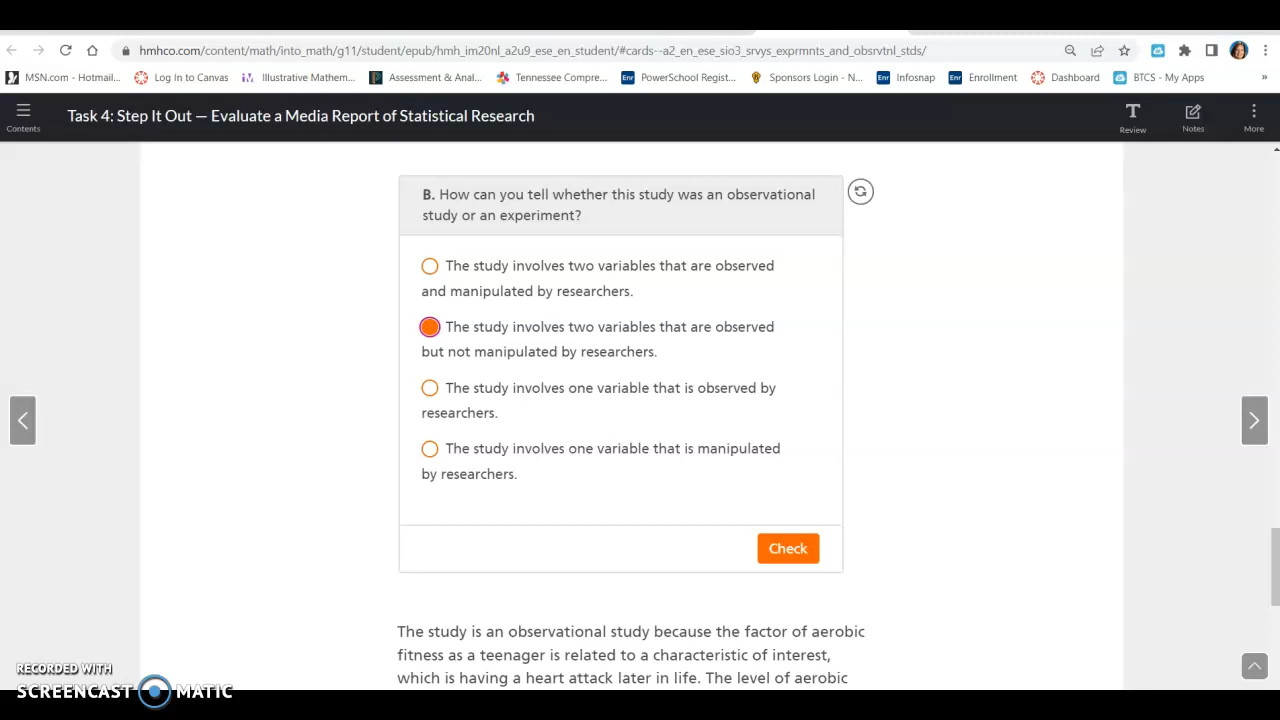 hmhco.com/content/math/into_math/g11/student/epub/hmh_im20nl_a2u9_ese_en_student/#cards--a2_en_ese_sio3_srvys_exprmnts_and_obsrvtnl_stds/
MSN.com - Hotmail... Log In to Canvas Illustrative Mathem... Assessment & Anal... Tennessee Compre... Enr PowerSchool Regist... Sponsors Login - N... Enr Infosnap Enr Enrollment Dashboard BTCS - My Apps »
Contents
Task 4: Step It Out — Evaluate a Media Report of Statistical Research
T Review Notes More
B. How can you tell whether this study was an observational
study or an experiment?
The study involves two variables that are observed
and manipulated by researchers.
The study involves two variables that are observed
but not manipulated by researchers.
The study involves one variable that is observed by
researchers.
The study involves one variable that is manipulated
by researchers.
Check
The study is an observational study because the factor of aerobic
fitness as a teenager is related to a characteristic of interest,
which is having a heart attack later in life. The level of aerobic
RECORDED WITH
SCREENCAST MATIC